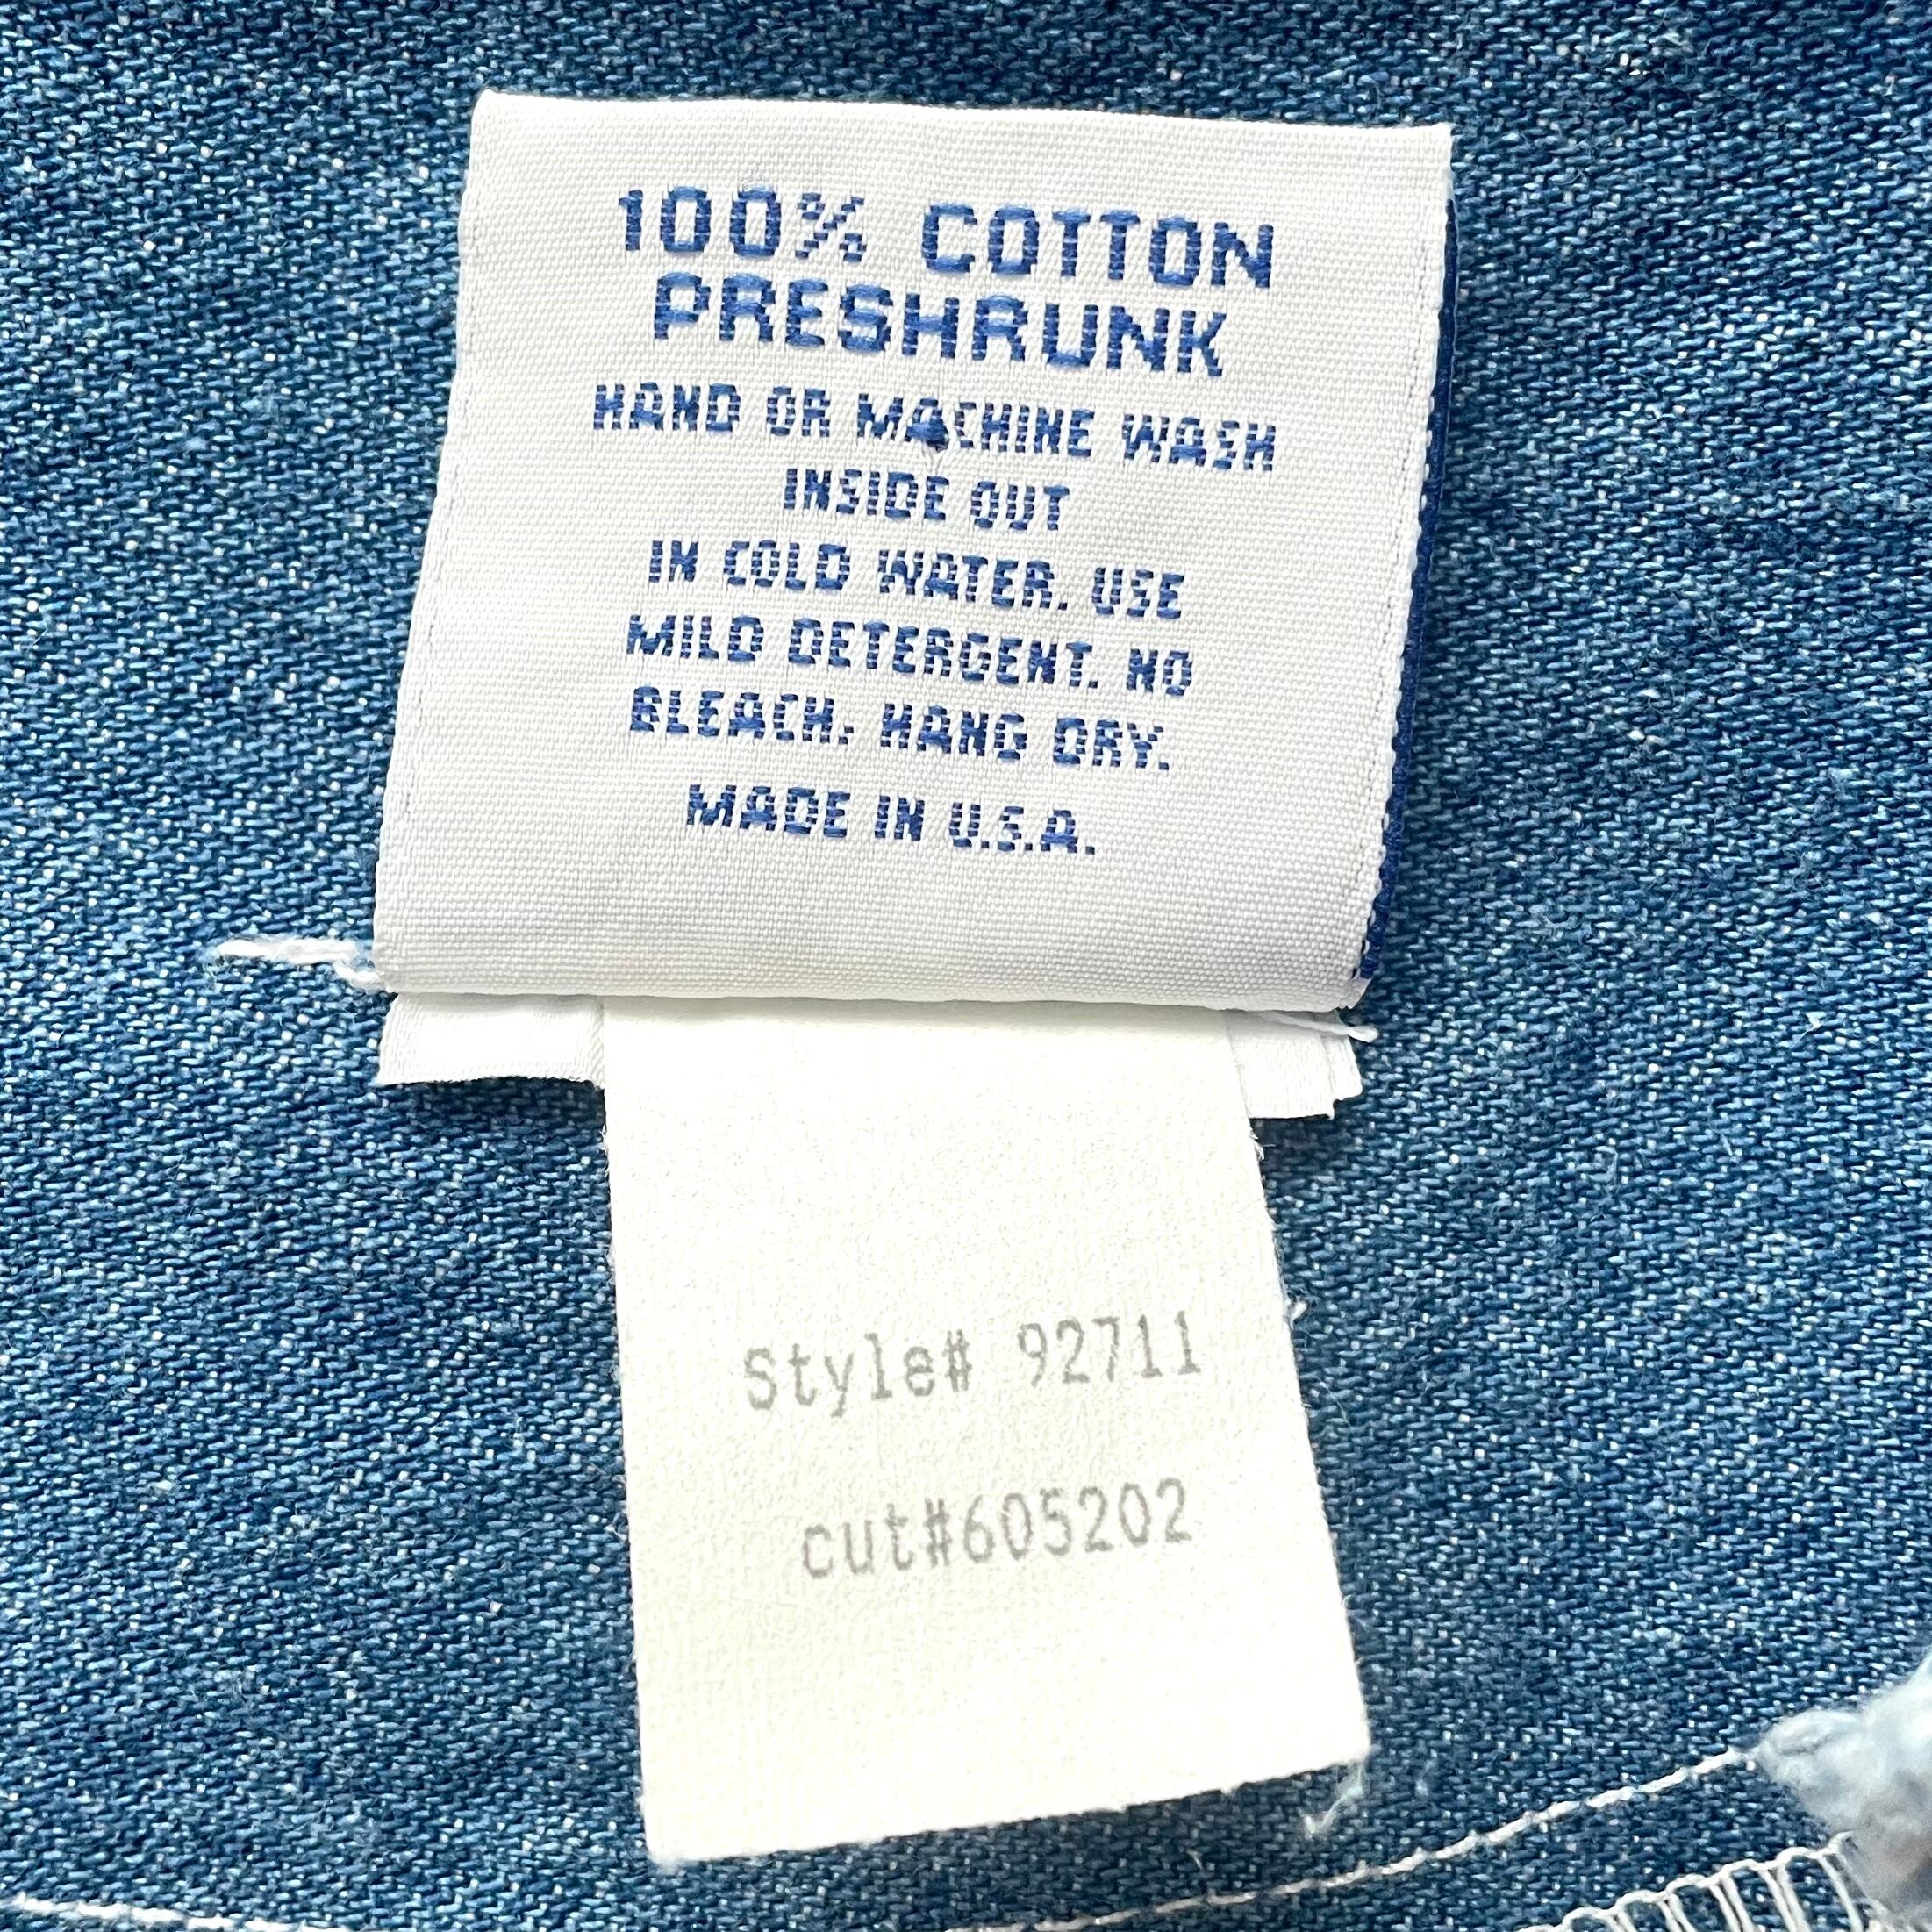 100% COTTON
PRESHRUNK
HAND OR MACHINE WASH
INSIDE OUT
IN COLD WATER. USE
MILD DETERGENT. NO
BLEACH. HANG DRY.
MADE IN U.S.A.
Style# 92711
cut#605202